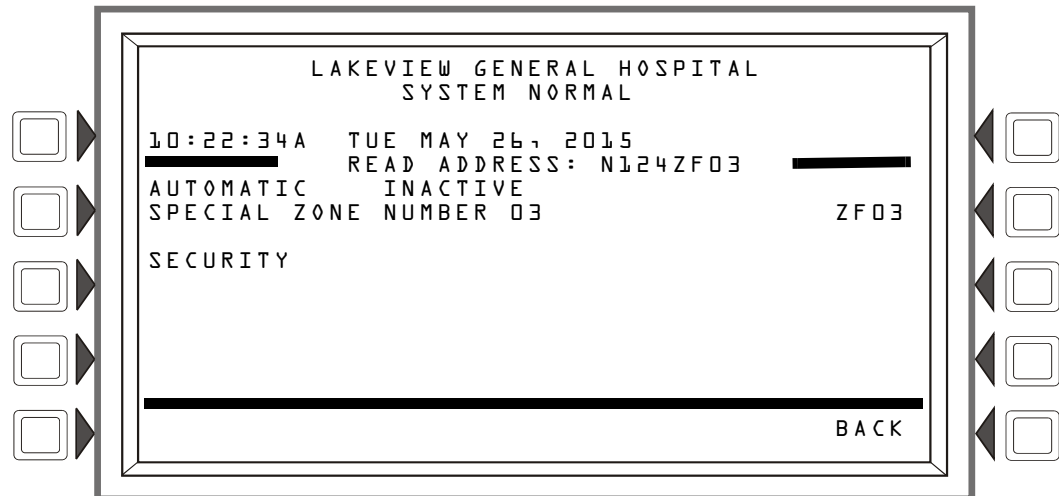 LAKEVIEW GENERAL HOSPITAL
SYSTEM NORMAL
10:22:34A TUE MAY 26, 2015
READ ADDRESS: N124ZF03
AUTOMATIC INACTIVE
SPECIAL ZONE NUMBER 03 ZF03
SECURITY
BACK